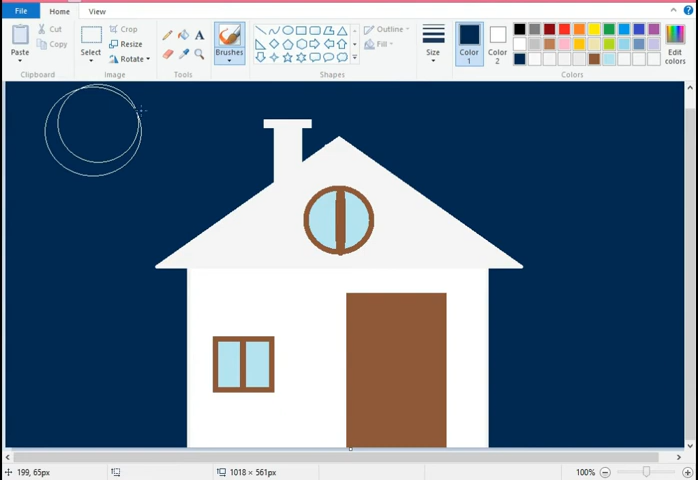 File Home View
Cut
Copy
Paste
Clipboard
Select
Crop
Resize
Rotate
Image
Tools
Brushes
Outline
Fill
Shapes
Size
Color
1
Color
2
Edit
colors
Colors
199, 65px
1018 × 561px
100%